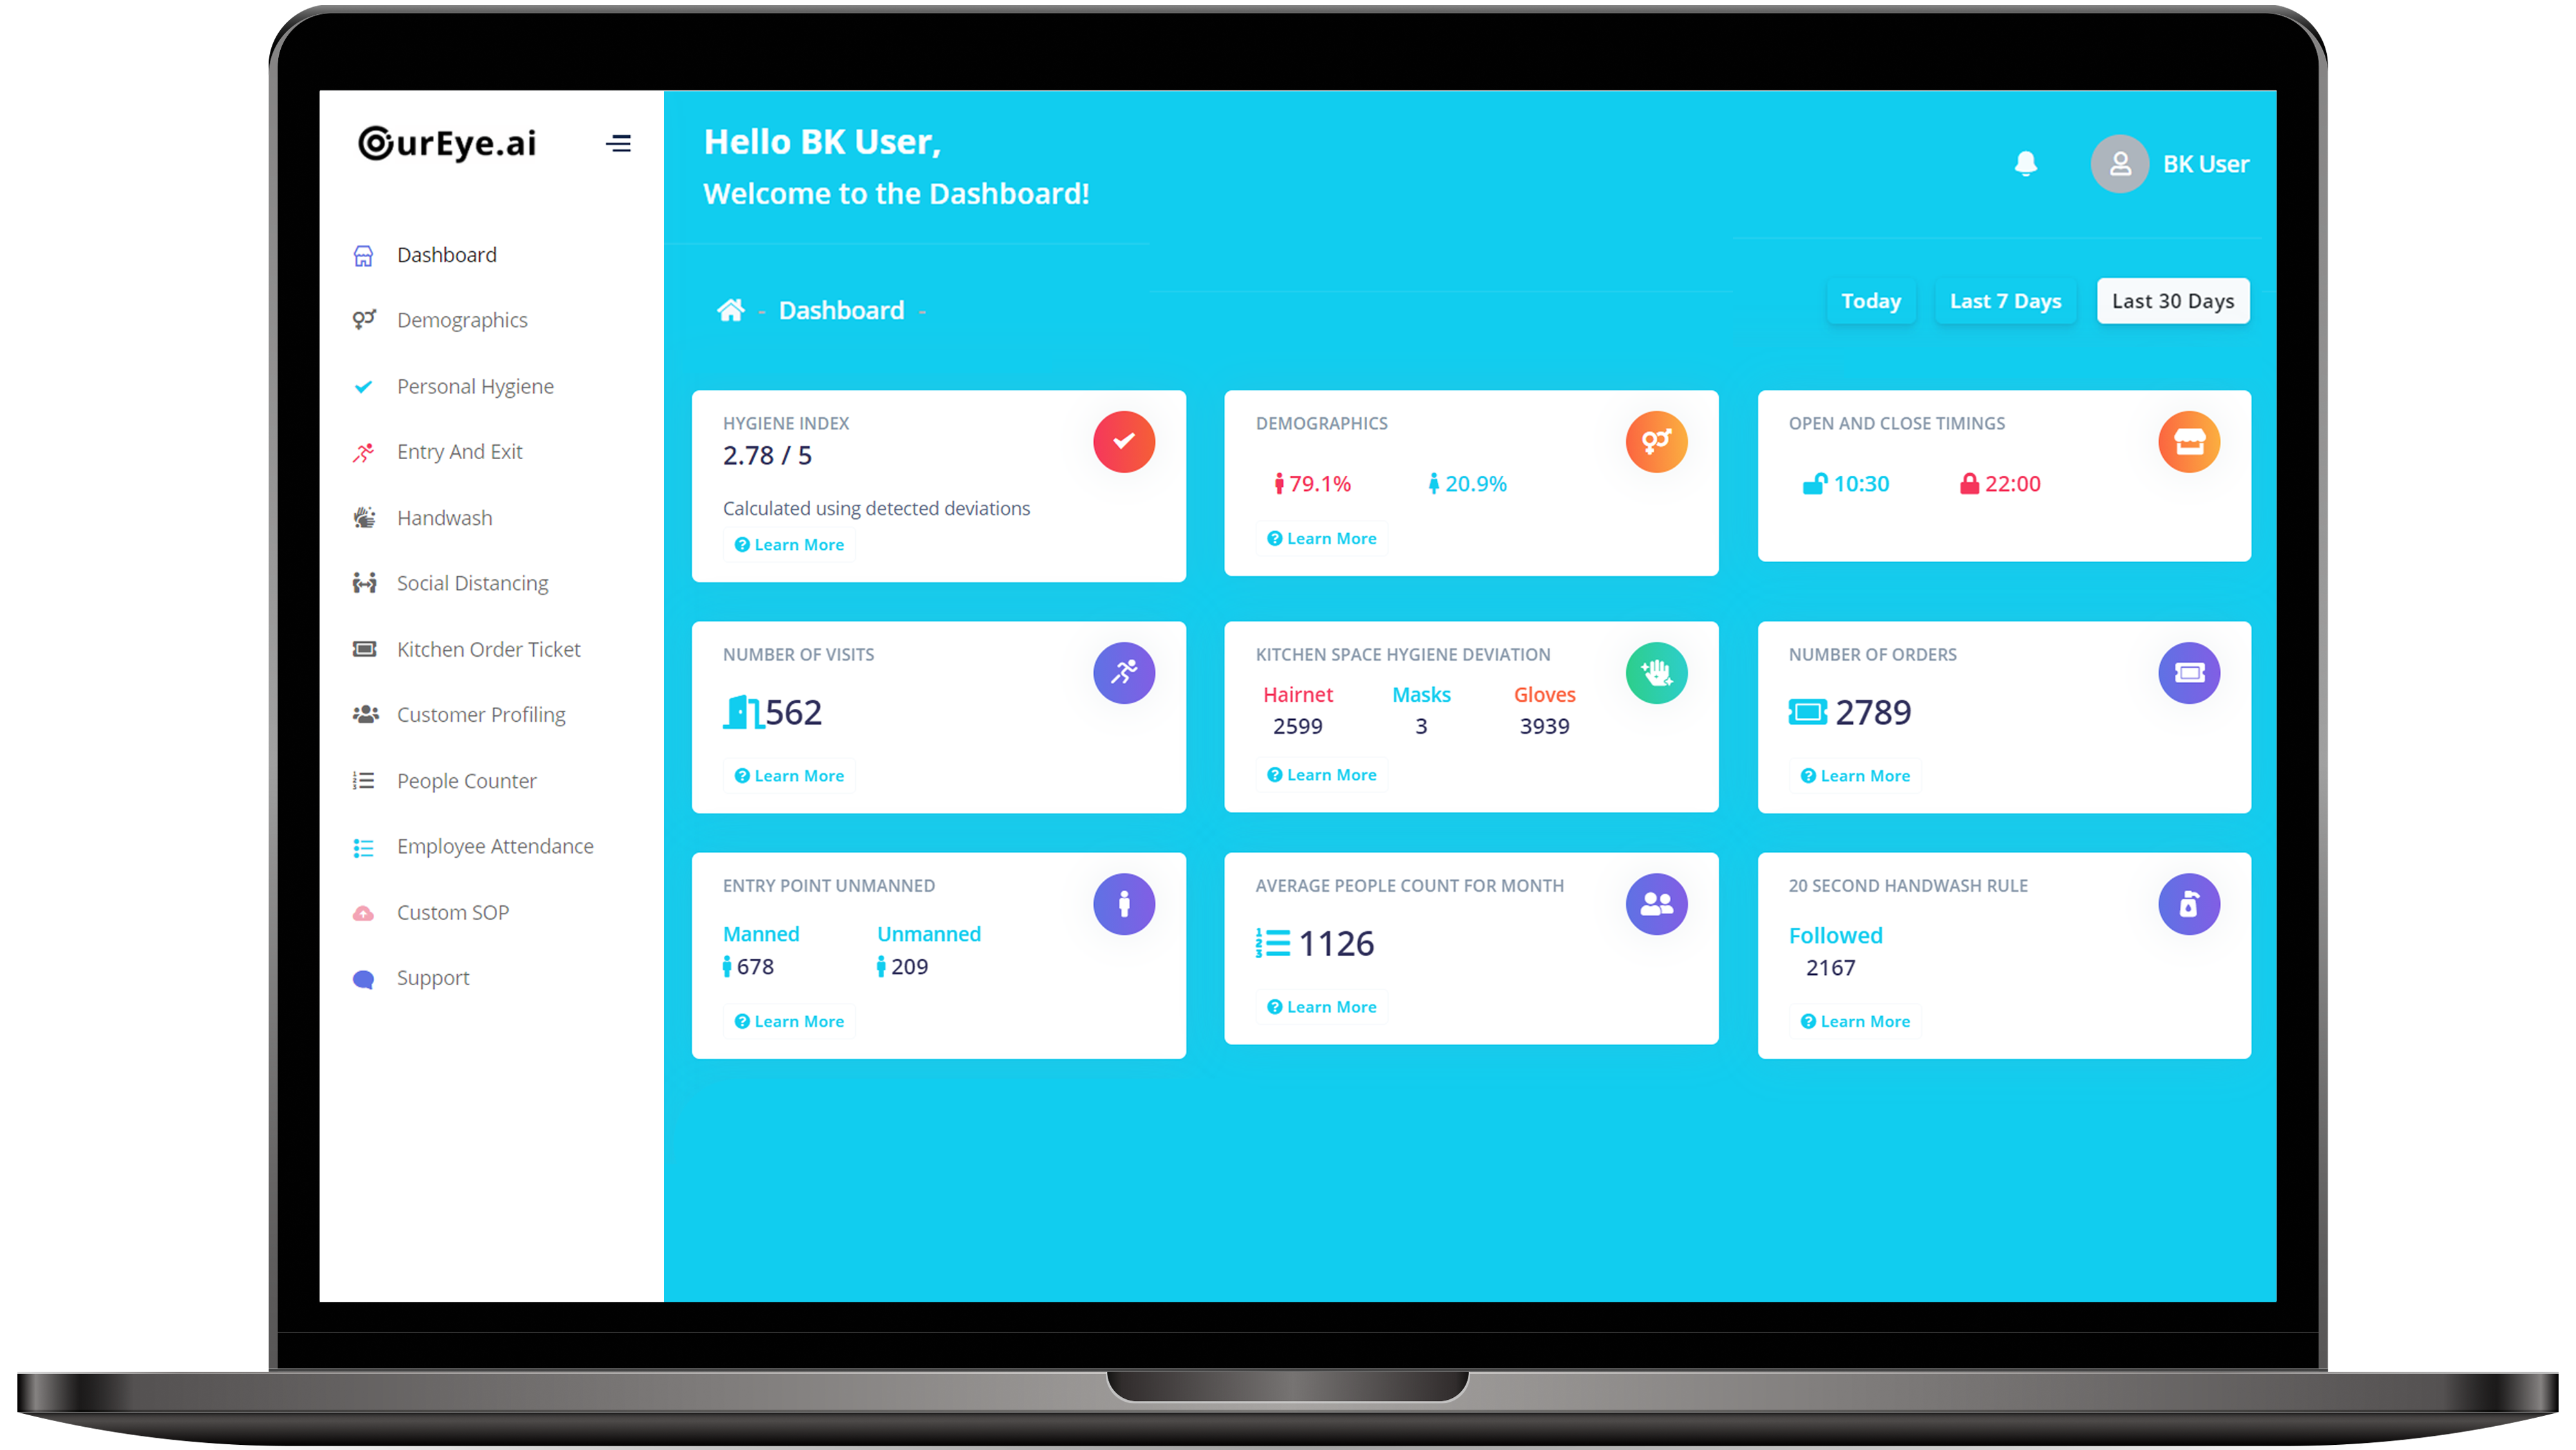 OurEye.ai
Dashboard
Demographics
Personal Hygiene
Entry And Exit
Handwash
Social Distancing
Kitchen Order Ticket
Customer Profiling
People Counter
Employee Attendance
Custom SOP
Support
Hello BK User,
Welcome to the Dashboard!
BK User
- Dashboard -
Today Last 7 Days Last 30 Days
HYGIENE INDEX
2.78 / 5
Calculated using detected deviations
Learn More
DEMOGRAPHICS
79.1% 20.9%
Learn More
OPEN AND CLOSE TIMINGS
10:30 22:00
NUMBER OF VISITS
562
Learn More
KITCHEN SPACE HYGIENE DEVIATION
Hairnet Masks Gloves
2599 3 3939
Learn More
NUMBER OF ORDERS
2789
Learn More
ENTRY POINT UNMANNED
Manned Unmanned
678 209
Learn More
AVERAGE PEOPLE COUNT FOR MONTH
1126
Learn More
20 SECOND HANDWASH RULE
Followed
2167
Learn More